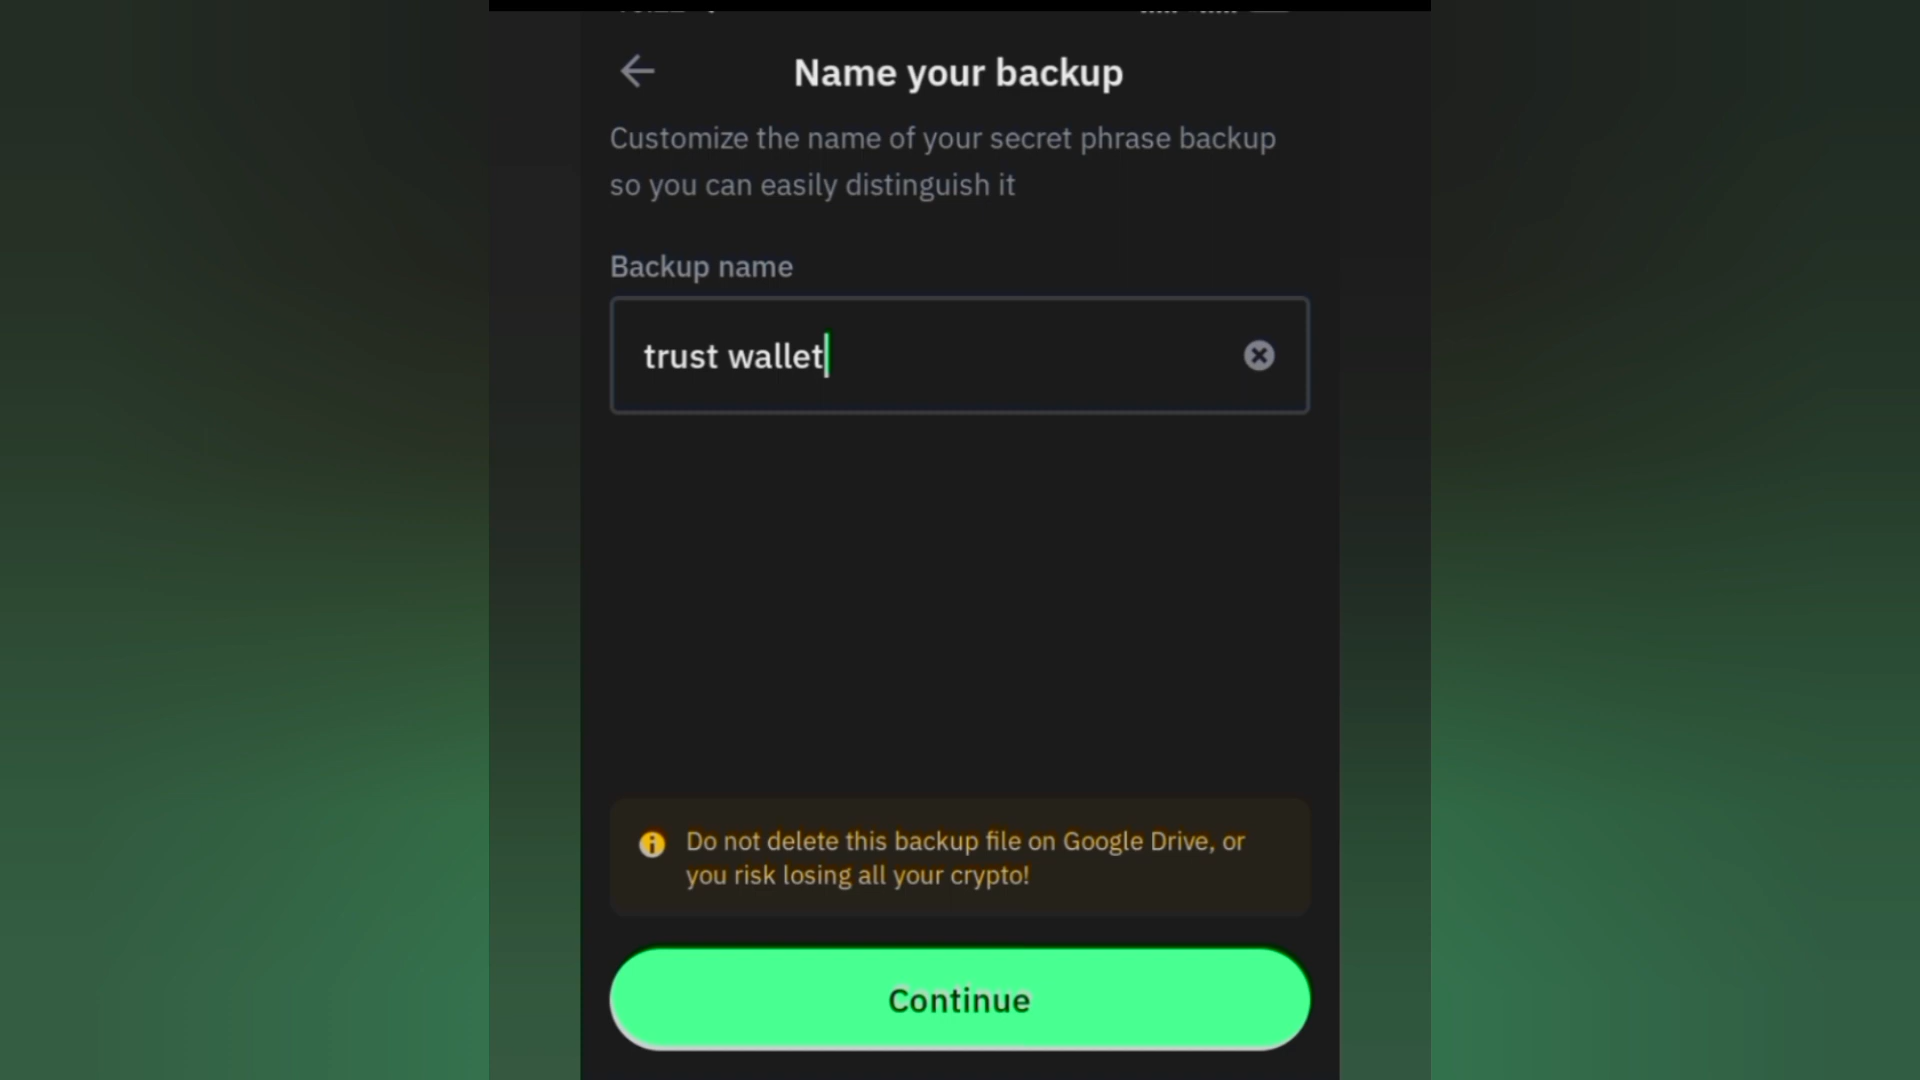 Name your backup
Customize the name of your secret phrase backup
so you can easily distinguish it
Backup name
trust wallet
Do not delete this backup file on Google Drive, or
you risk losing all your crypto!
Continue